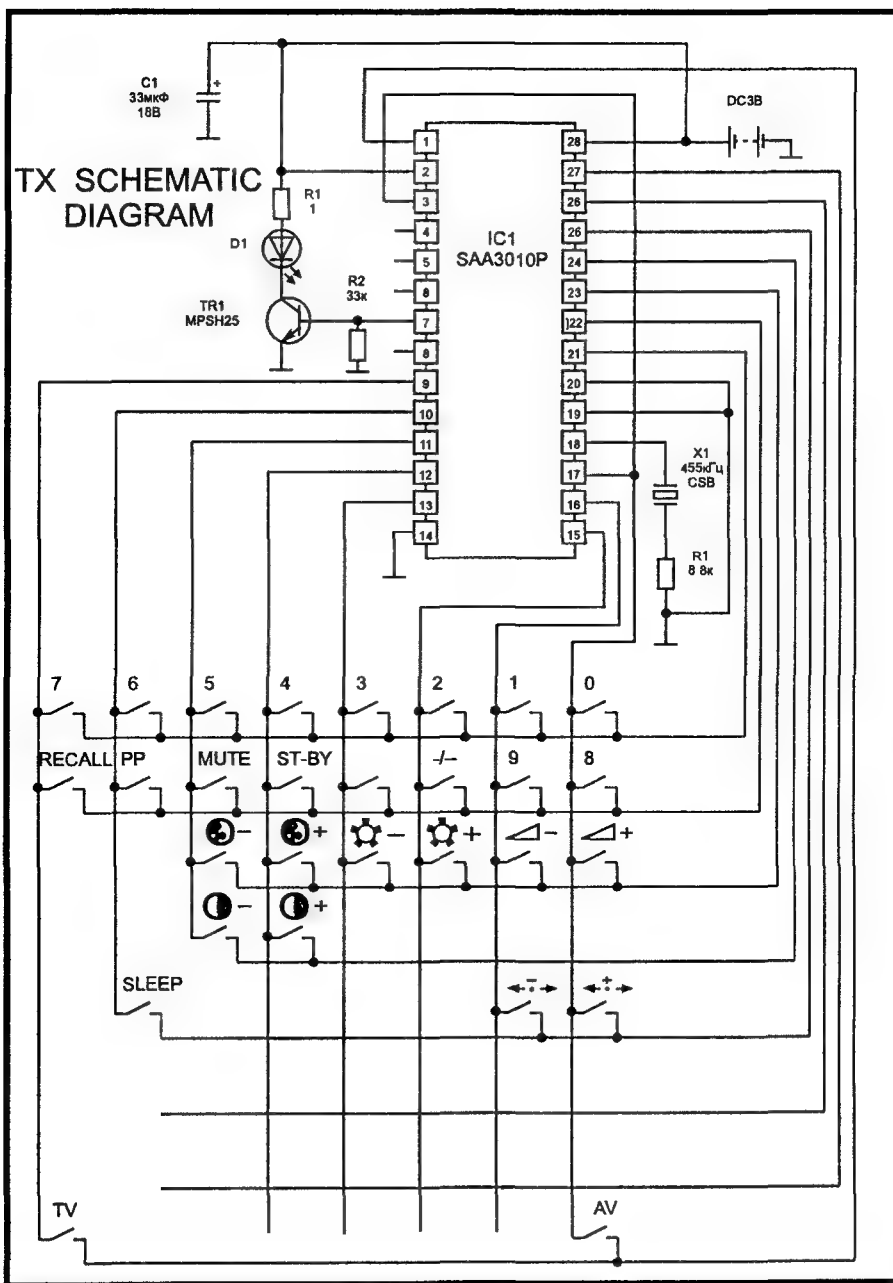 C1
33мкФ
18В
+
DC3В
TX SCHEMATIC
DIAGRAM
R1
1
D1
TR1
MPSH25
R2
33к
IC1
SAA3010P
1
2
3
4
5
8
7
8
9
10
11
12
13
14
28
27
26
26
24
23
]22
21
20
19
18
17
16
15
X1
455кГц
CSB
R1
8 8к
7 6 5 4 3 2 1 0
RECALL PP MUTE ST-BY -/-- 9 8
- + - + - +
- +
SLEEP - +
TV AV